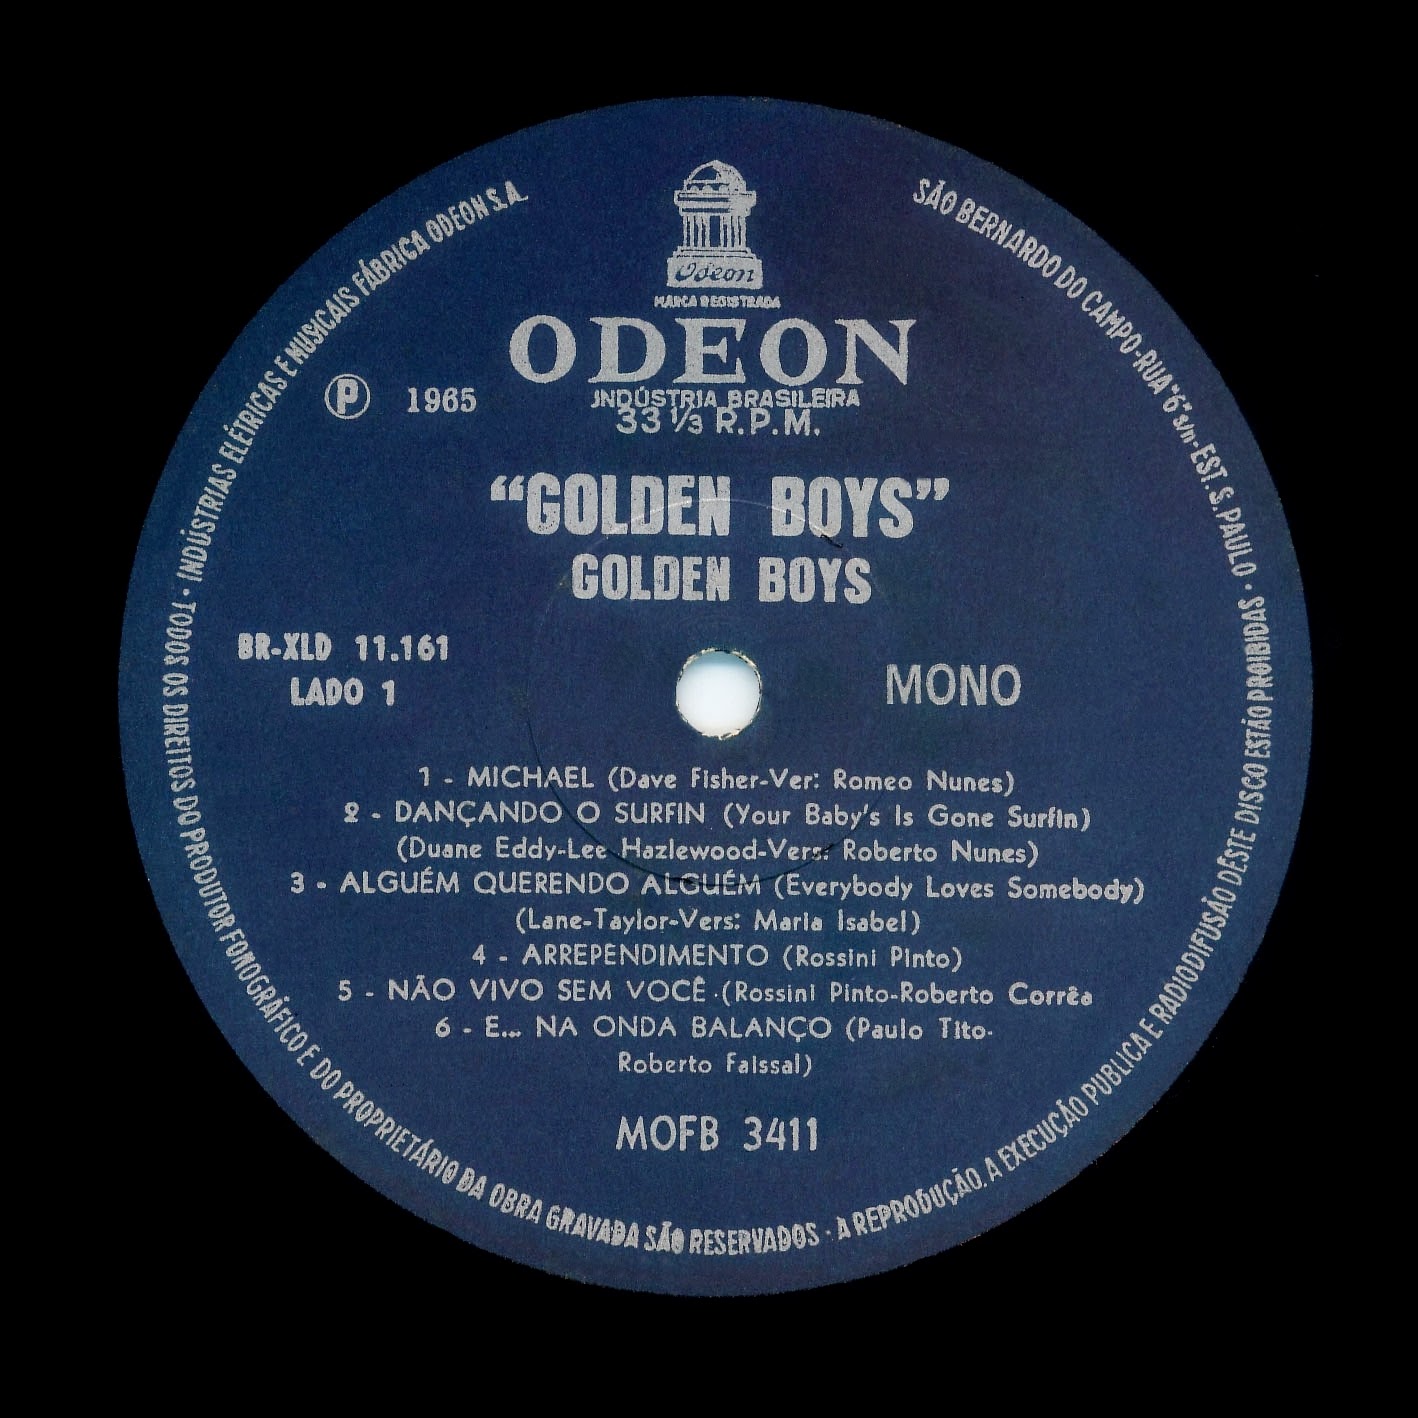 INDÚSTRIAS ELÉTRICAS E MUSICAIS FÁBRICA ODEON S.A.
SÃO BERNARDO DO CAMPO-RUA "6" s/n.-EST. S. PAULO ·
Odeon
MARCA REGISTRADA
ODEON
INDÚSTRIA BRASILEIRA
P 1965
33 1/3 R.P.M.
“GOLDEN BOYS”
GOLDEN BOYS
BR-XLD 11.161
LADO 1
MONO
1 - MICHAEL (Dave Fisher-Ver: Romeo Nunes)
2 - DANÇANDO O SURFIN (Your Baby's Is Gone Surfin)
(Duane Eddy-Lee Hazlewood-Vers: Roberto Nunes)
3 - ALGUÉM QUERENDO ALGUÉM (Everybody Loves Somebody)
(Lane-Taylor-Vers: Maria Isabel)
4 - ARREPENDIMENTO (Rossini Pinto)
5 - NÃO VIVO SEM VOCÊ (Rossini Pinto-Roberto Corrêa
6 - E... NA ONDA BALANÇO (Paulo Tito-
Roberto Faissal)
MOFB 3411
TODOS OS DIREITOS DO PRODUTOR FONOGRÁFICO E DO PROPRIETÁRIO DA OBRA GRAVADA SÃO RESERVADOS · A REPRODUÇÃO, A EXECUÇÃO PUBLICA E RADIODIFUSÃO DESTE DISCO ESTÃO PROIBIDAS